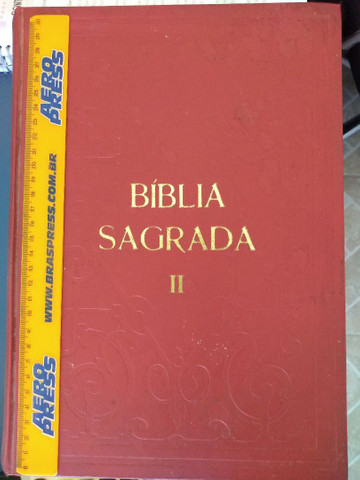 BÍBLIA
SAGRADA
II
AERO
PRESS
WWW.BRASPRESS.COM.BR
AERO
PRESS